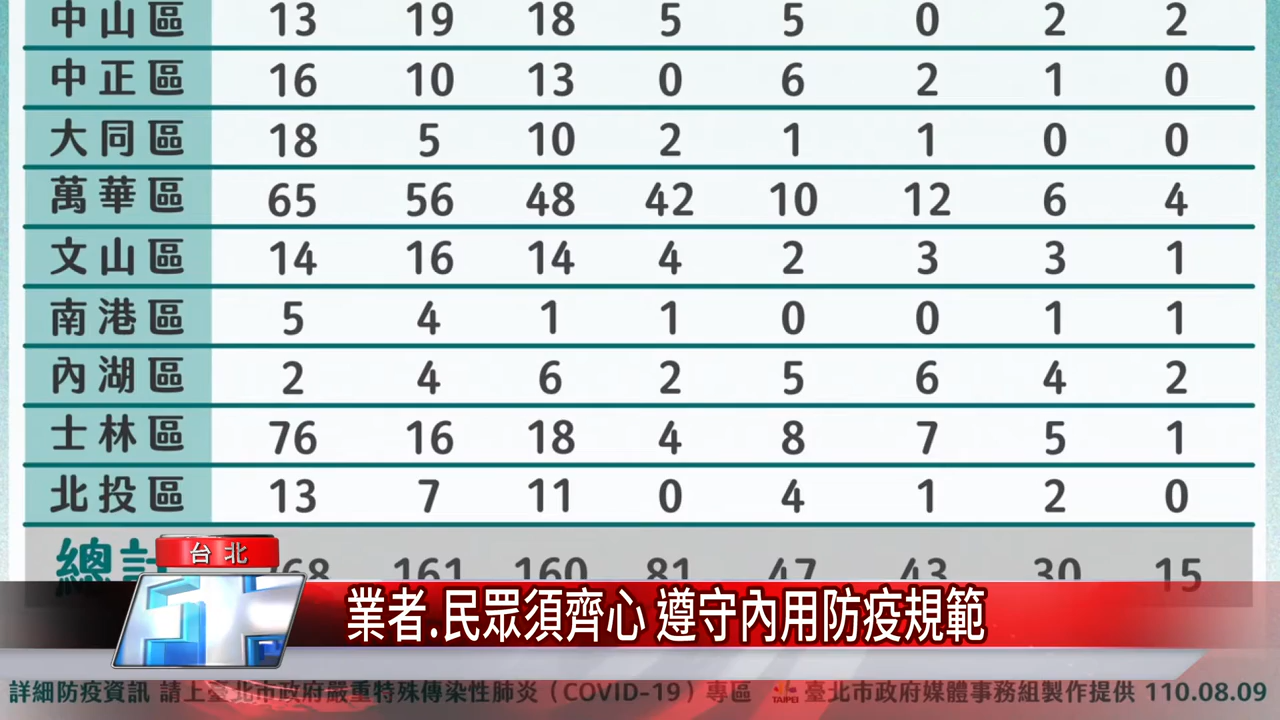 中山區 13 19 18 5 5 0 2 2
中正區 16 10 13 0 6 2 1 0
大同區 18 5 10 2 1 1 0 0
萬華區 65 56 48 42 10 12 6 4
文山區 14 16 14 4 2 3 3 1
南港區 5 4 1 1 0 0 1 1
內湖區 2 4 6 2 5 6 4 2
士林區 76 16 18 4 8 7 5 1
北投區 13 7 11 0 4 1 2 0
總計 161 160 81 47 43 30 15
台北
業者.民眾須齊心 遵守內用防疫規範
詳細防疫資訊 請上臺北市政府嚴重特殊傳染性肺炎（COVID-19）專區 TAIPEI 臺北市政府媒體事務組製作提供 110.08.09